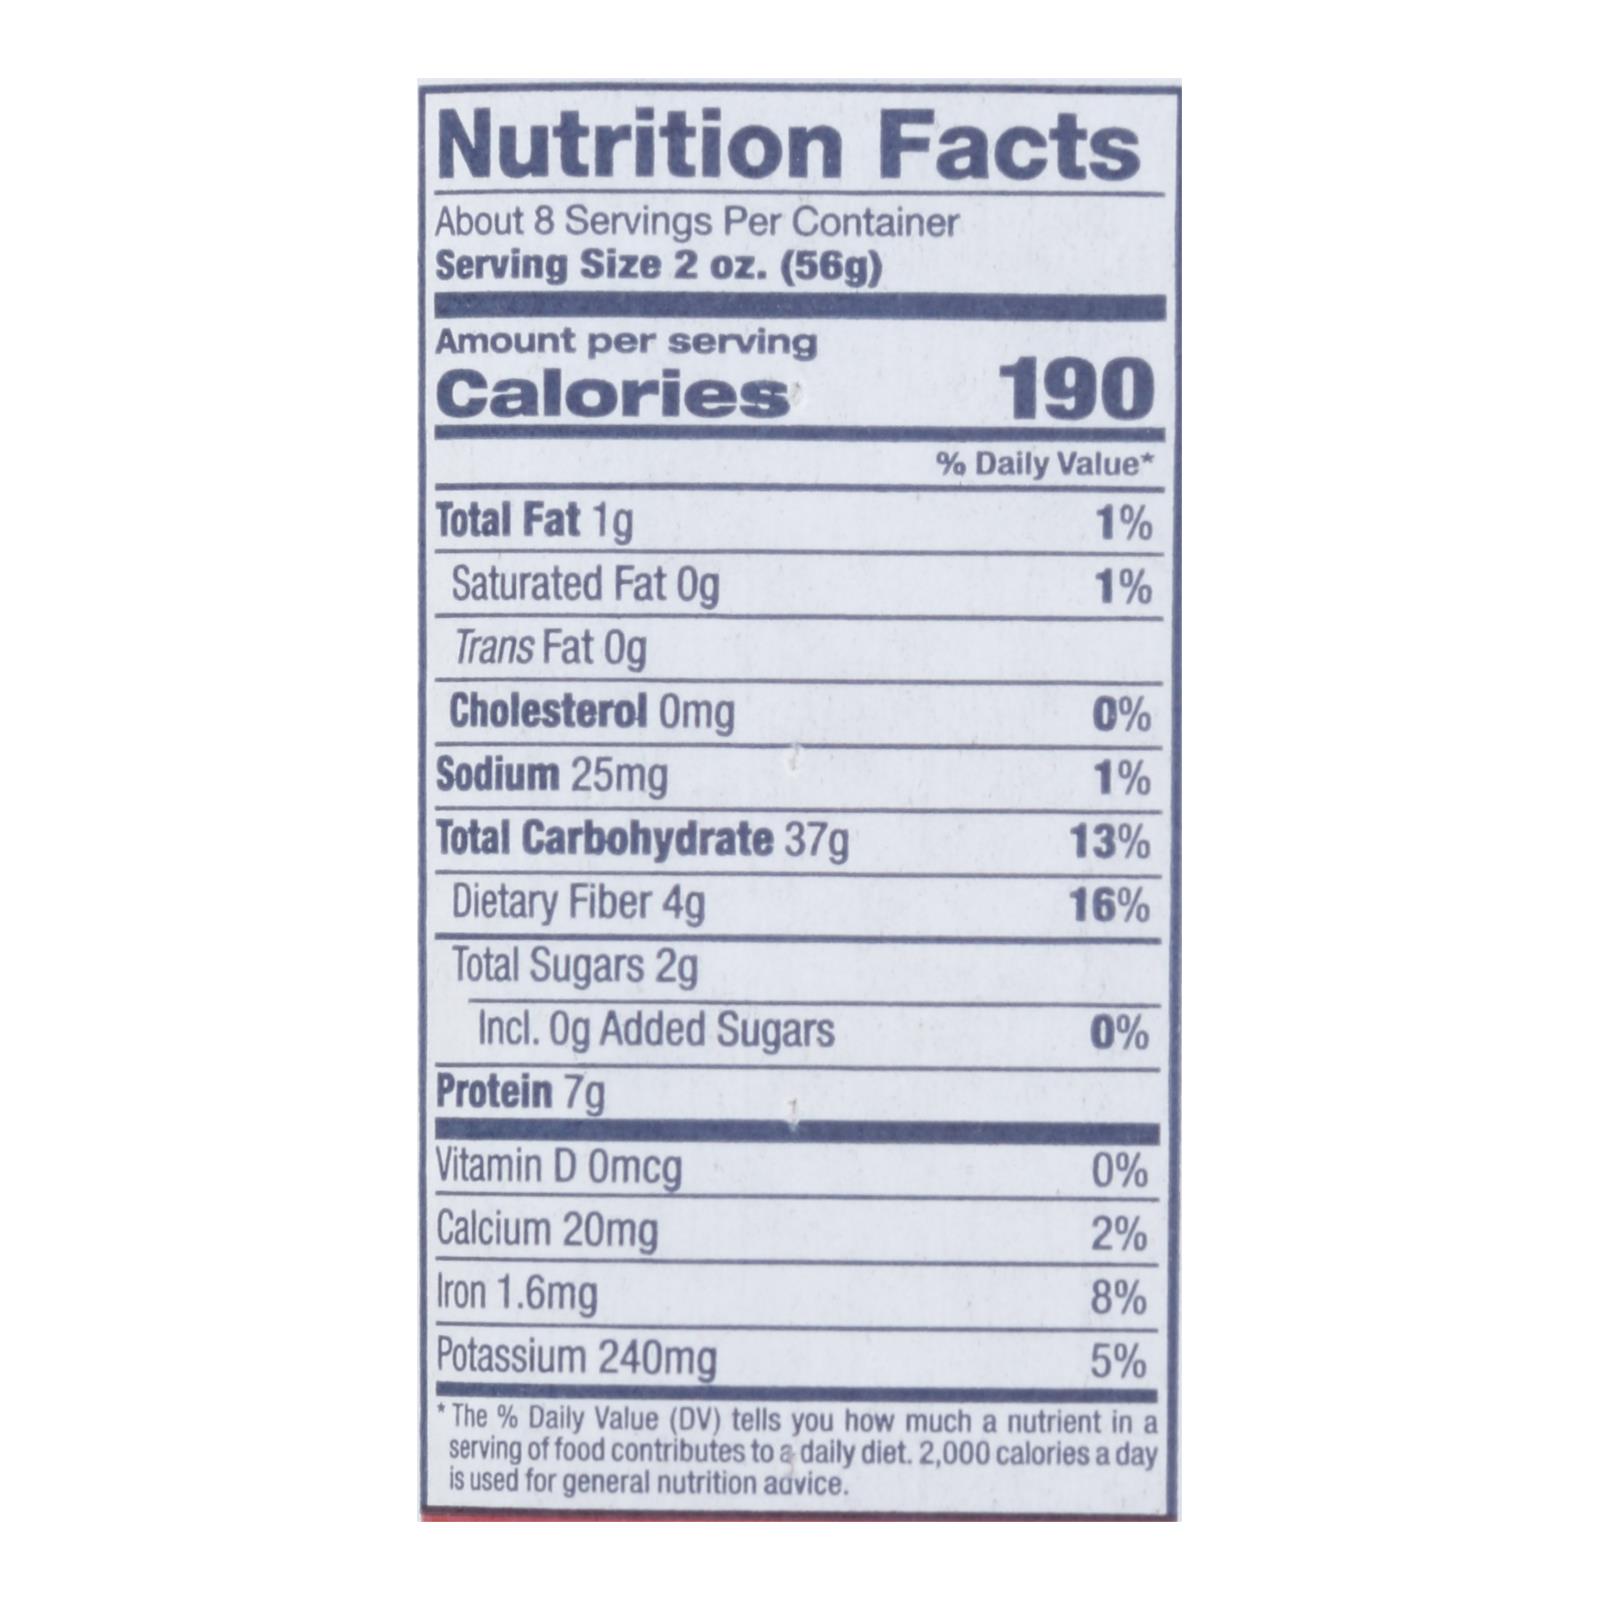 Nutrition Facts
About 8 Servings Per Container
Serving Size 2 oz. (56g)
Amount per serving
Calories 190
% Daily Value*
Total Fat 1g 1%
Saturated Fat 0g 1%
Trans Fat 0g
Cholesterol 0mg 0%
Sodium 25mg 1%
Total Carbohydrate 37g 13%
Dietary Fiber 4g 16%
Total Sugars 2g
Incl. 0g Added Sugars 0%
Protein 7g
Vitamin D 0mcg 0%
Calcium 20mg 2%
Iron 1.6mg 8%
Potassium 240mg 5%
* The % Daily Value (DV) tells you how much a nutrient in a
serving of food contributes to a daily diet. 2,000 calories a day
is used for general nutrition advice.